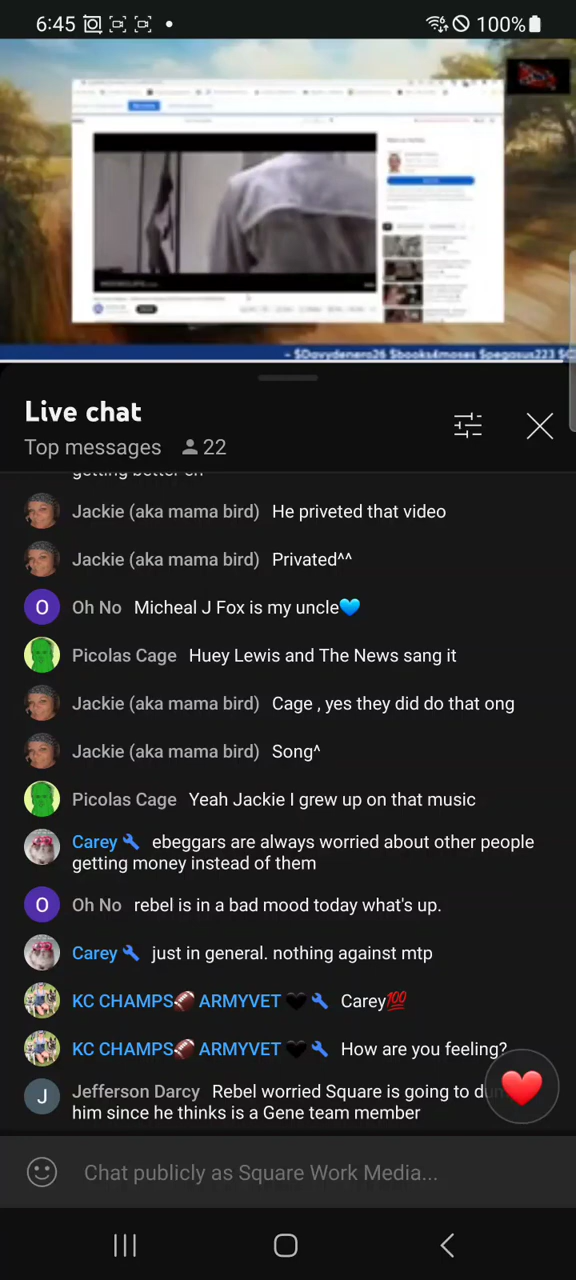 6:45 100%
- $Davydenero26 $books4moses $pegasus223
Live chat
Top messages 22
getting better on
Jackie (aka mama bird) He priveted that video
Jackie (aka mama bird) Privated^^
O Oh No Micheal J Fox is my uncle💙
Picolas Cage Huey Lewis and The News sang it
Jackie (aka mama bird) Cage , yes they did do that ong
Jackie (aka mama bird) Song^
Picolas Cage Yeah Jackie I grew up on that music
Carey🔧 ebeggars are always worried about other people
getting money instead of them
O Oh No rebel is in a bad mood today what's up.
Carey🔧 just in general. nothing against mtp
KC CHAMPS🏈 ARMYVET🖤🔧 Carey💯
KC CHAMPS🏈 ARMYVET🖤🔧 How are you feeling?
J Jefferson Darcy Rebel worried Square is going to
him since he thinks is a Gene team member
Chat publicly as Square Work Media...